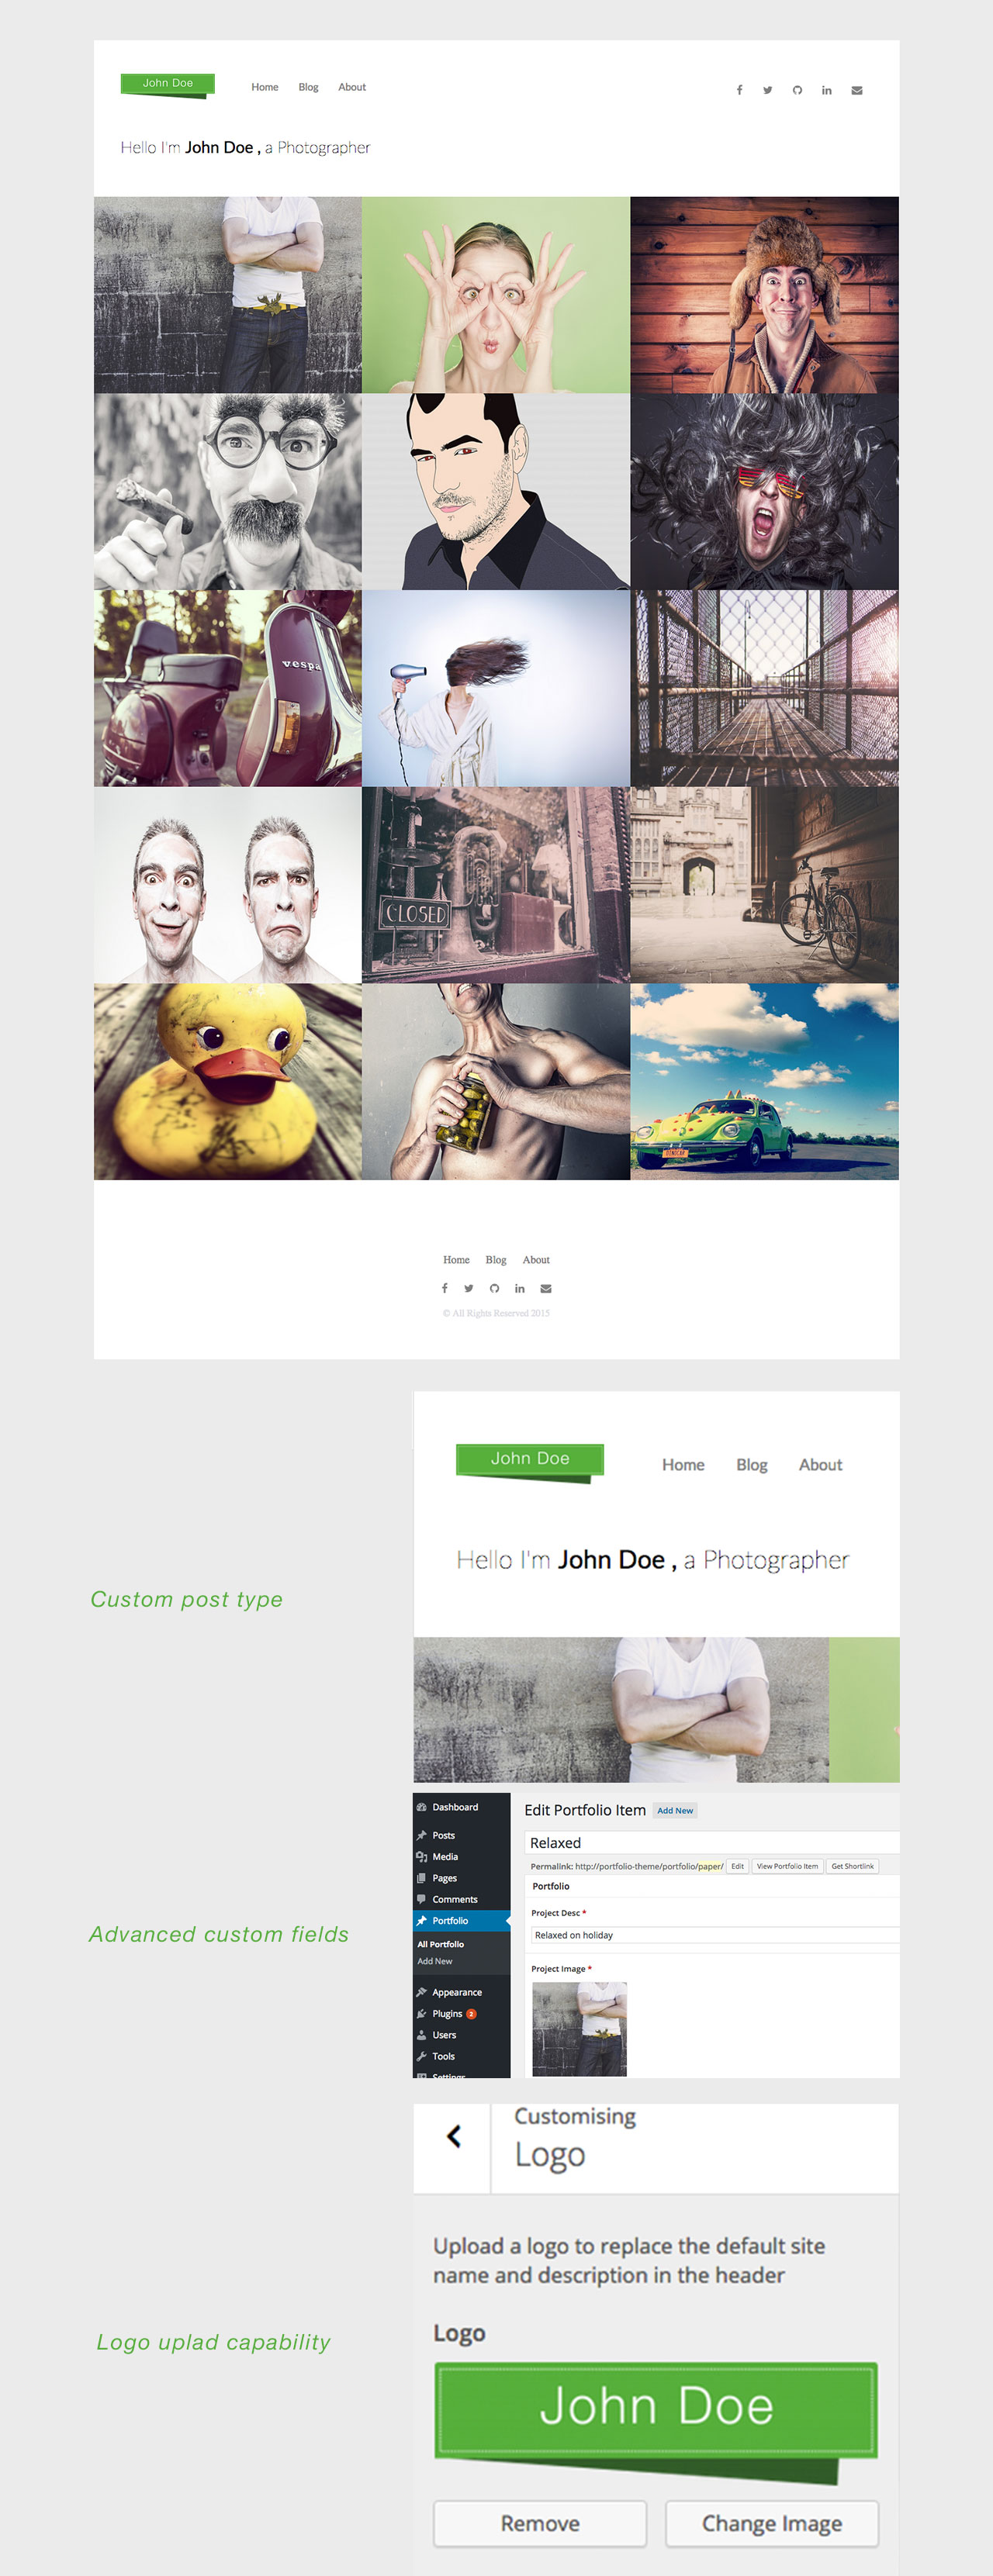 John Doe
Home Blog About
Hello I'm John Doe , a Photographer
vespa
CLOSED
DINOCAR
Home Blog About
© All Rights Reserved 2015
John Doe
Home Blog About
Hello I'm John Doe , a Photographer
Custom post type
Dashboard
Posts
Media
Pages
Comments
Portfolio
All Portfolio
Add New
Appearance
Plugins 2
Users
Tools
Settings
Edit Portfolio Item Add New
Relaxed
Permalink: http://portfolio-theme/portfolio/paper/ Edit View Portfolio Item Get Shortlink
Portfolio
Project Desc *
Relaxed on holiday
Project Image *
Advanced custom fields
Customising
Logo
Upload a logo to replace the default site
name and description in the header
Logo
John Doe
Remove Change Image
Logo uplad capability